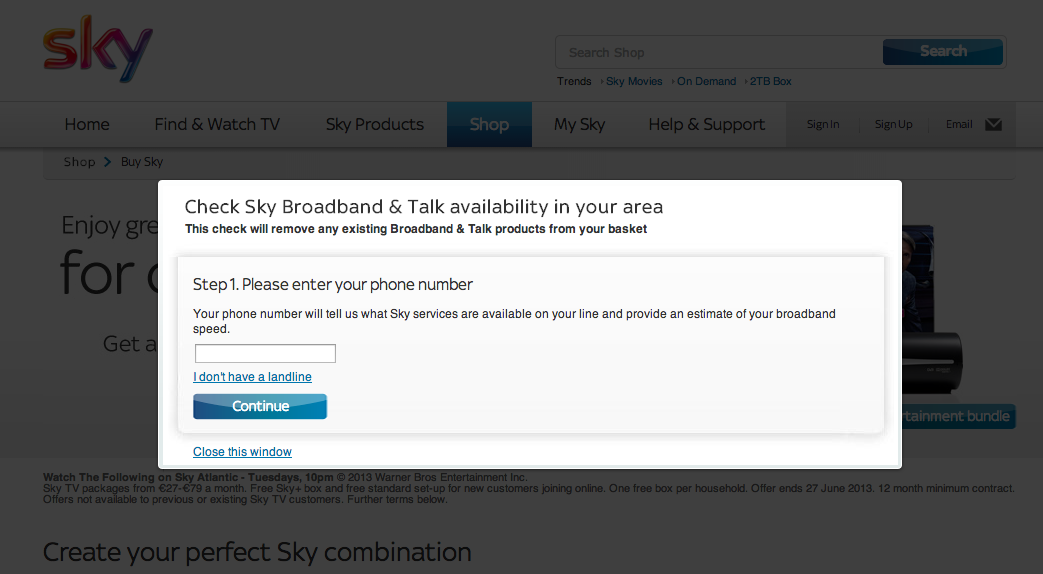 sky
Search Shop
Search
Trends › Sky Movies › On Demand › 2TB Box
Home Find & Watch TV Sky Products Shop My Sky Help & Support Sign In Sign Up Email
Shop > Buy Sky
Enjoy gre
for
Get a
Check Sky Broadband & Talk availability in your area
This check will remove any existing Broadband & Talk products from your basket
Step 1. Please enter your phone number
Your phone number will tell us what Sky services are available on your line and provide an estimate of your broadband
speed.
I don't have a landline
Continue
Close this window
rtainment bundle
Watch The Following on Sky Atlantic - Tuesdays, 10pm © 2013 Warner Bros Entertainment Inc.
Sky TV packages from €27-€79 a month. Free Sky+ box and free standard set-up for new customers joining online. One free box per household. Offer ends 27 June 2013. 12 month minimum contract.
Offers not available to previous or existing Sky TV customers. Further terms below.
Create your perfect Sky combination